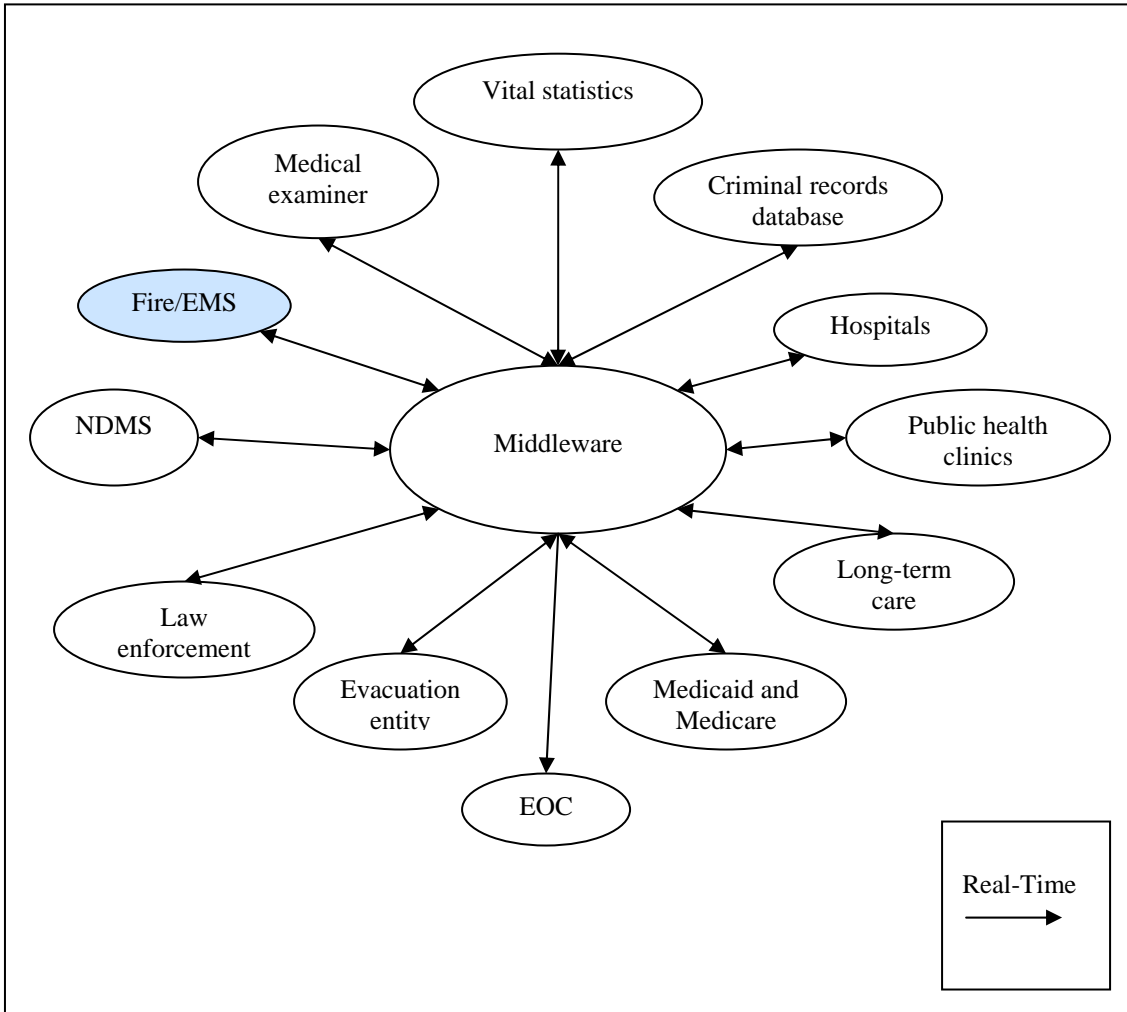 Vital statistics
Medical
examiner
Criminal records
database
Fire/EMS
Hospitals
NDMS
Middleware
Public health
clinics
Long-term
care
Law
enforcement
Evacuation
entity
Medicaid and
Medicare
EOC
Real-Time